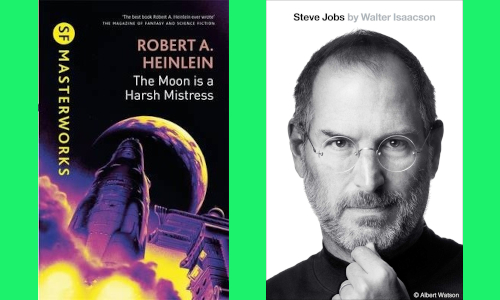 'The best book Robert A. Heinlein ever wrote'
THE MAGAZINE OF FANTASY AND SCIENCE FICTION
SF MASTERWORKS
ROBERT A.
HEINLEIN
The Moon is a
Harsh Mistress
Steve Jobs by Walter Isaacson
© Albert Watson